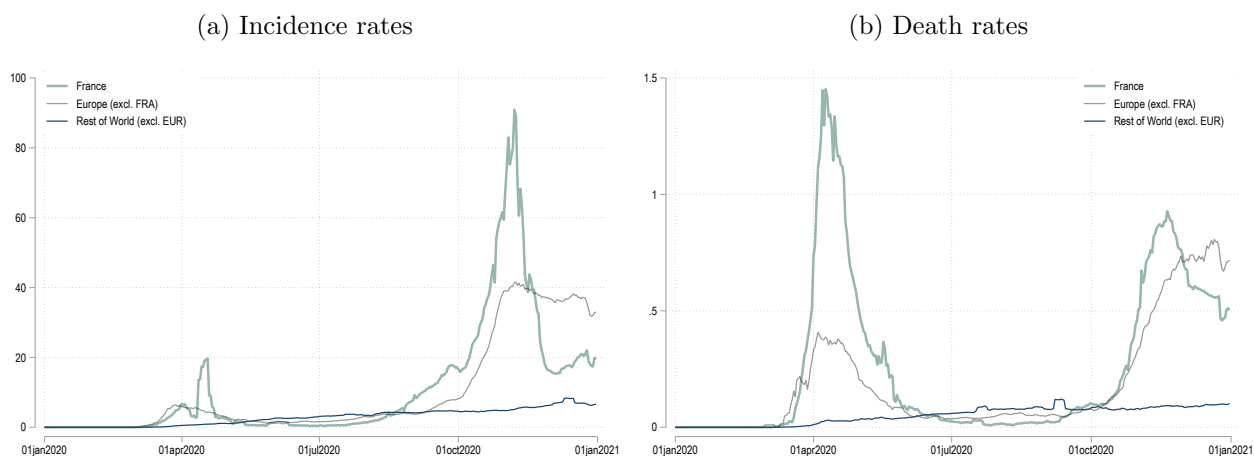 (a) Incidence rates
100
80
60
40
20
0
01jan2020
01apr2020
01jul2020
01oct2020
01jan2021
France
Europe (excl. FRA)
Rest of World (excl. EUR)
(b) Death rates
1.5
1
.5
0
01jan2020
01apr2020
01jul2020
01oct2020
01jan2021
France
Europe (excl. FRA)
Rest of World (excl. EUR)